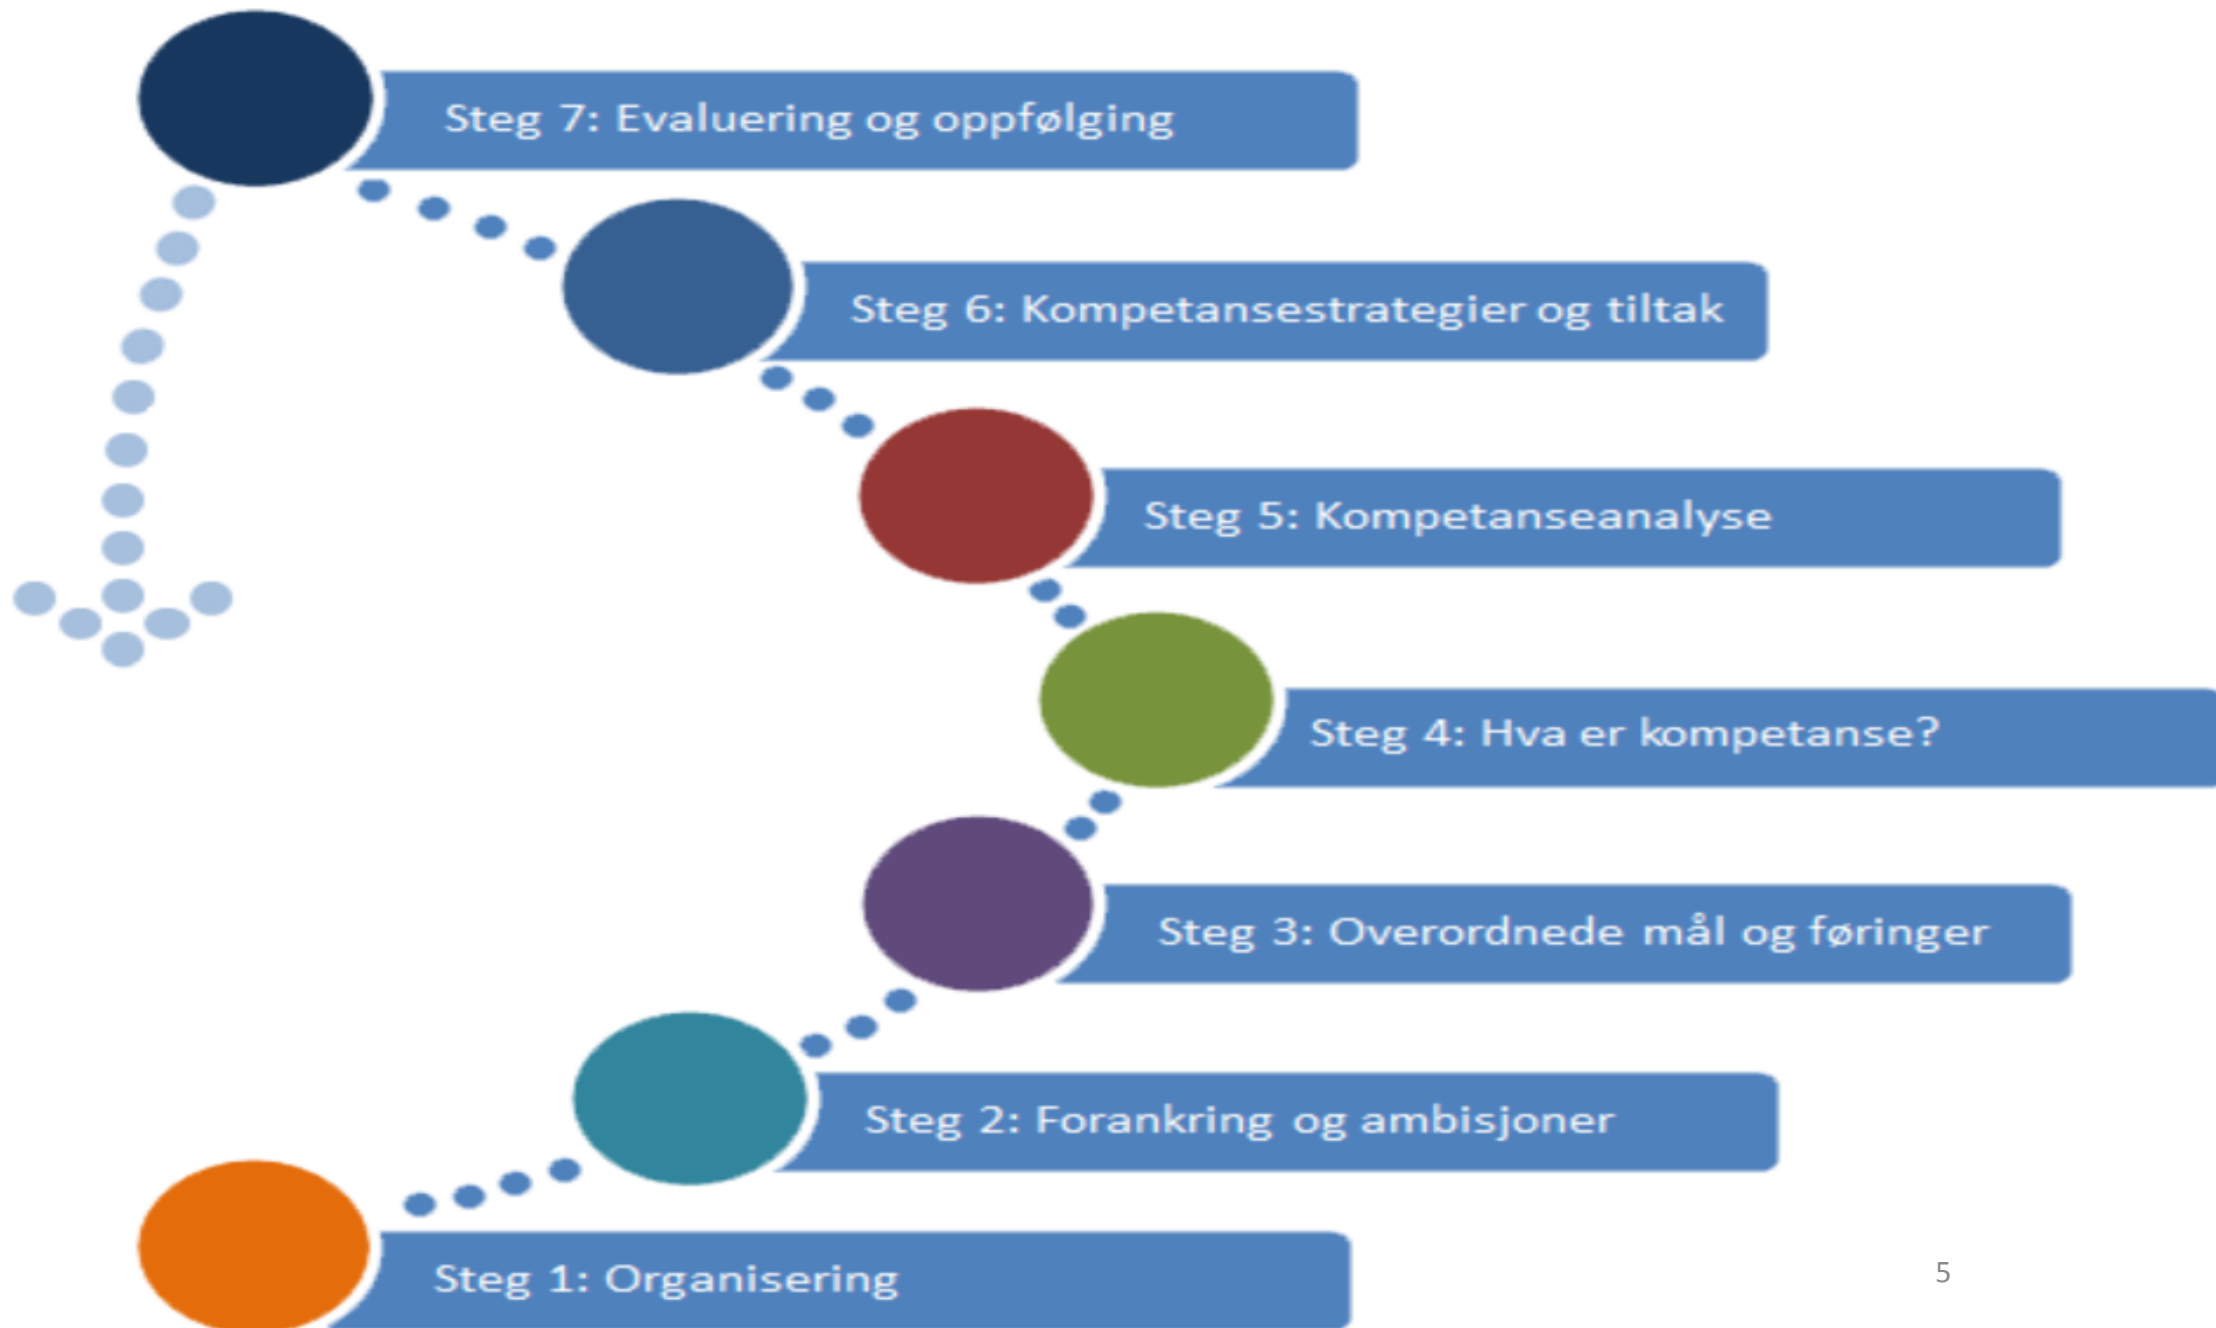 Steg 7: Evaluering og oppfølging
Steg 6: Kompetansestrategier og tiltak
Steg 5: Kompetanseanalyse
Steg 4: Hva er kompetanse?
Steg 3: Overordnede mål og føringer
Steg 2: Forankring og ambisjoner
Steg 1: Organisering
5